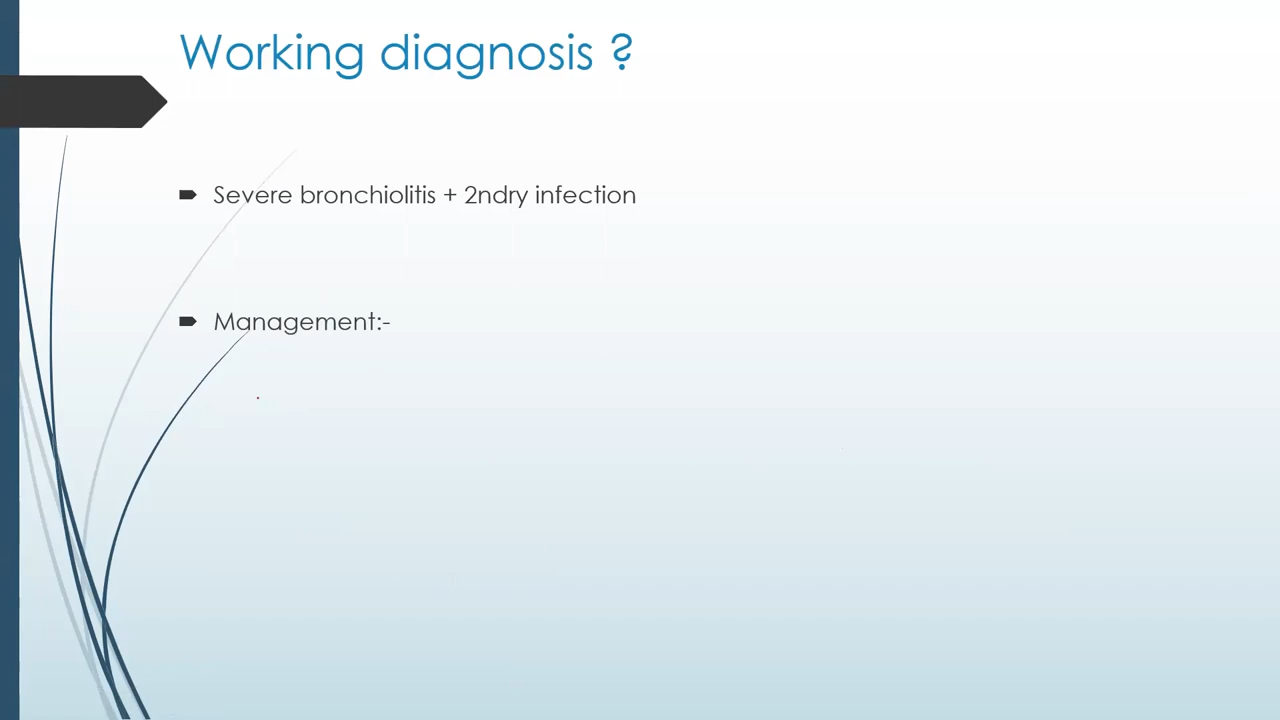 Working diagnosis ?
Severe bronchiolitis + 2ndry infection
Management:-